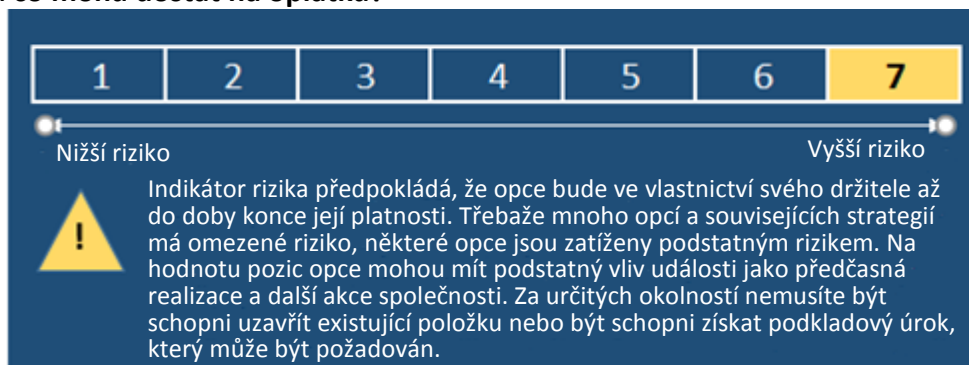 1 2 3 4 5 6 7
Nižší riziko Vyšší riziko
Indikátor rizika předpokládá, že opce bude ve vlastnictví svého držitele až
do doby konce její platnosti. Třebaže mnoho opcí a souvisejících strategií
má omezené riziko, některé opce jsou zatíženy podstatným rizikem. Na
hodnotu pozic opce mohou mít podstatný vliv události jako předčasná
realizace a další akce společnosti. Za určitých okolností nemusíte být
schopni uzavřít existující položku nebo být schopni získat podkladový úrok,
který může být požadován.
!